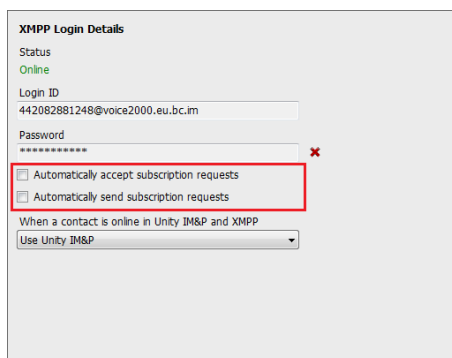 XMPP Login Details
Status
Online
Login ID
442082881248@voice2000.eu.bc.im
Password
***********
Automatically accept subscription requests
Automatically send subscription requests
When a contact is online in Unity IM&P and XMPP
Use Unity IM&P